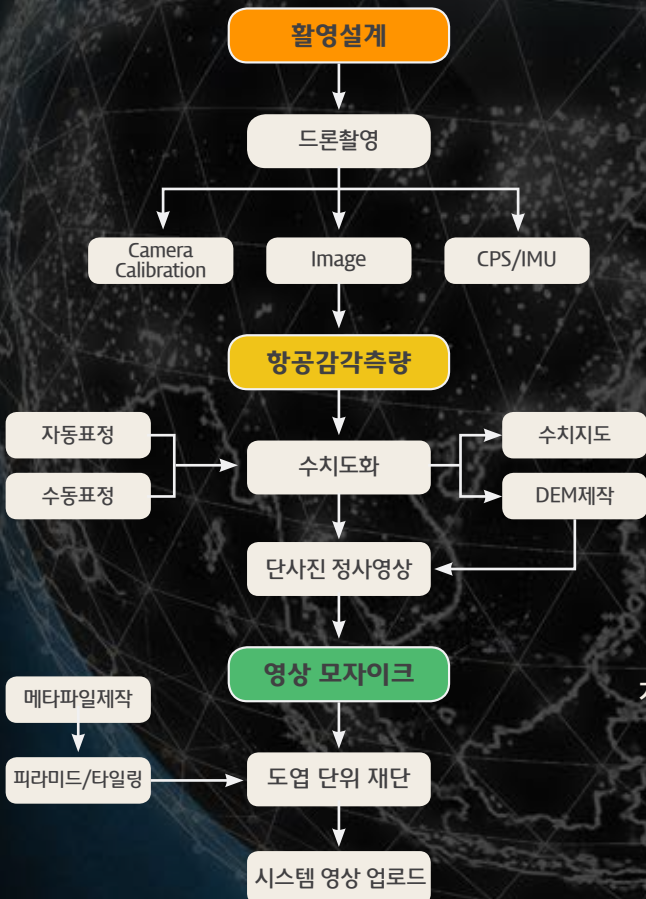 활영설계
드론촬영
Camera
Calibration
Image
CPS/IMU
항공감각측량
자동표정
수동표정
수치도화
수치지도
DEM제작
단사진 정사영상
영상 모자이크
메타파일제작
피라미드/타일링
도엽 단위 재단
시스템 영상 업로드